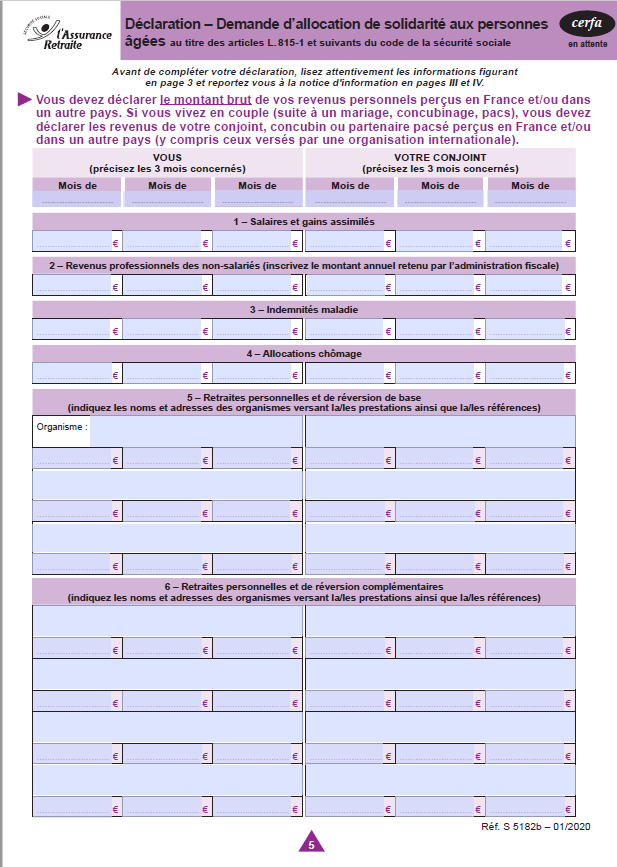 SÉCURITÉ SOCIALE
l'Assurance
Retraite
Déclaration – Demande d'allocation de solidarité aux personnes
âgées au titre des articles L. 815-1 et suivants du code de la sécurité sociale
cerfa
en attente
Avant de compléter votre déclaration, lisez attentivement les informations figurant
en page 3 et reportez vous à la notice d'information en pages III et IV.
Vous devez déclarer le montant brut de vos revenus personnels perçus en France et/ou dans
un autre pays. Si vous vivez en couple (suite à un mariage, concubinage, pacs), vous devez
déclarer les revenus de votre conjoint, concubin ou partenaire pacsé perçus en France et/ou
dans un autre pays (y compris ceux versés par une organisation internationale).
VOUS VOTRE CONJOINT
(précisez les 3 mois concernés) (précisez les 3 mois concernés)
Mois de Mois de Mois de Mois de Mois de Mois de
1 – Salaires et gains assimilés
€ € € € € €
2 – Revenus professionnels des non-salariés (inscrivez le montant annuel retenu par l'administration fiscale)
€ € € € € €
3 – Indemnités maladie
€ € € € € €
4 – Allocations chômage
€ € € € € €
5 – Retraites personnelles et de réversion de base
(indiquez les noms et adresses des organismes versant la/les prestations ainsi que la/les références)
Organisme :
€ € € € € €
€ € € € € €
€ € € € € €
6 – Retraites personnelles et de réversion complémentaires
(indiquez les noms et adresses des organismes versant la/les prestations ainsi que la/les références)
€ € € € € €
€ € € € € €
€ € € € € €
€ € € € € €
Réf. S 5182b – 01/2020
5